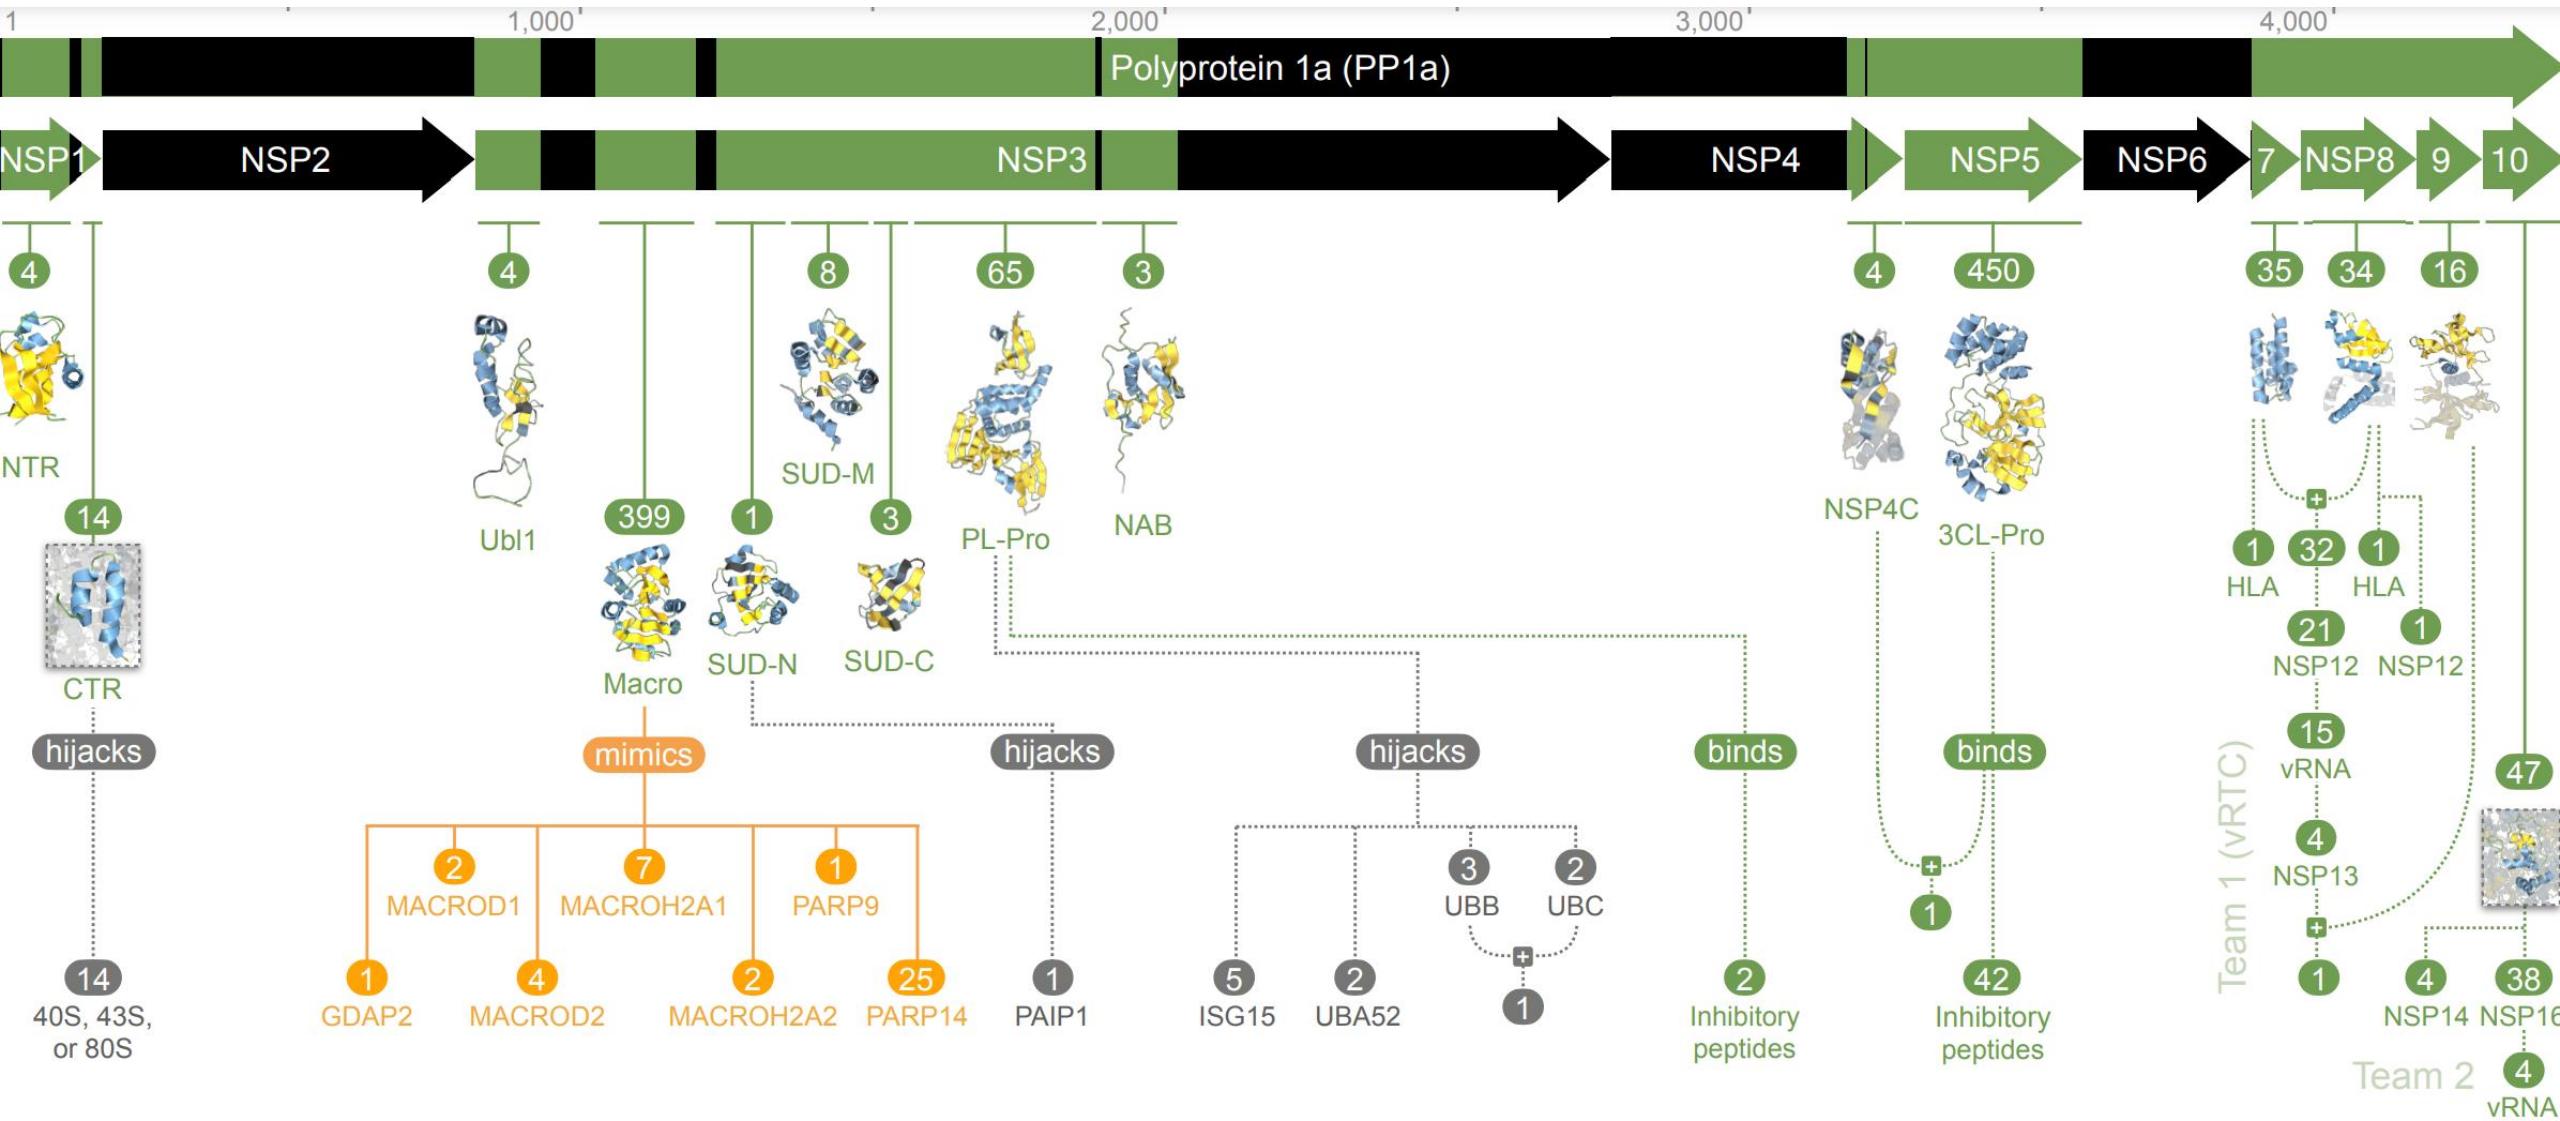 1
1,000
2,000
3,000
4,000
Polyprotein 1a (PP1a)
NSP1
NSP2
NSP3
NSP4
NSP5
NSP6
7
NSP8
9
10
4
4
8
65
3
4
450
35
34
16
NTR
SUD-M
Ubl1
PL-Pro
NAB
NSP4C
3CL-Pro
14
399
1
3
CTR
Macro
SUD-N
SUD-C
+
1
HLA
32
1
HLA
21
NSP12
1
NSP12
15
vRNA
4
NSP13
+
1
Team 1 (vRTC)
hijacks
mimics
hijacks
hijacks
binds
binds
47
2
MACROD1
7
MACROH2A1
1
PARP9
3
UBB
2
UBC
+
1
+
1
14
40S, 43S,
or 80S
1
GDAP2
4
MACROD2
2
MACROH2A2
25
PARP14
1
PAIP1
5
ISG15
2
UBA52
2
Inhibitory
peptides
42
Inhibitory
peptides
4
NSP14
38
NSP16
Team 2
4
vRNA